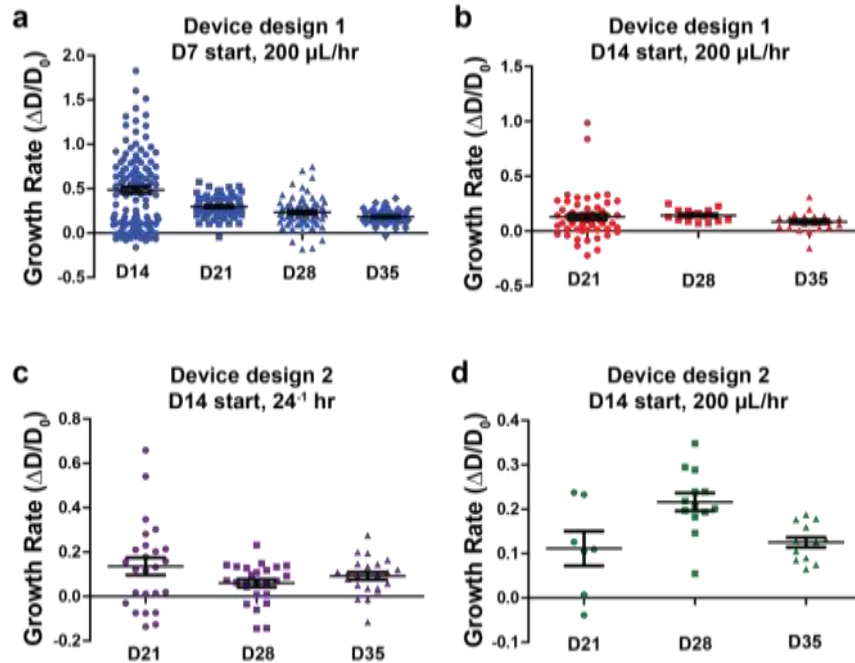 a
Device design 1
D7 start, 200 µL/hr
Growth Rate (ΔD/D₀)
2.0
1.5
1.0
0.5
0.0
-0.5
D14
D21
D28
D35
b
Device design 1
D14 start, 200 µL/hr
Growth Rate (ΔD/D₀)
1.5
1.0
0.5
0.0
-0.5
D21
D28
D35
c
Device design 2
D14 start, 24⁻¹ hr
Growth Rate (ΔD/D₀)
0.8
0.6
0.4
0.2
0.0
-0.2
D21
D28
D35
d
Device design 2
D14 start, 200 µL/hr
Growth Rate (ΔD/D₀)
0.4
0.3
0.2
0.1
0.0
-0.1
D21
D28
D35